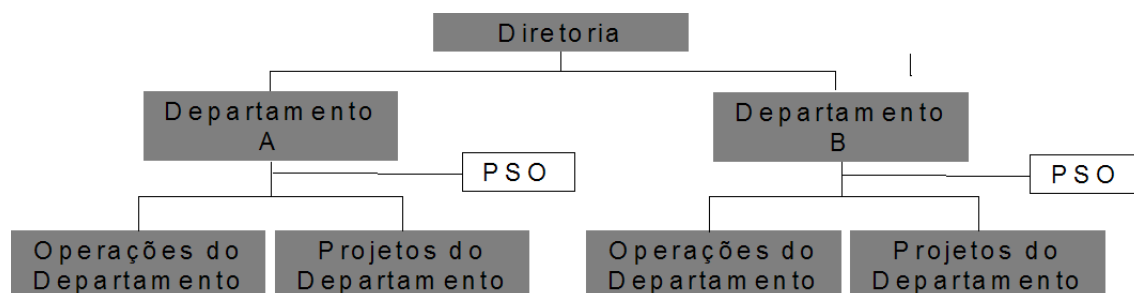 Diretoria
Departamento
A
Departamento
B
PSO
PSO
Operações do
Departamento
Projetos do
Departamento
Operações do
Departamento
Projetos do
Departamento